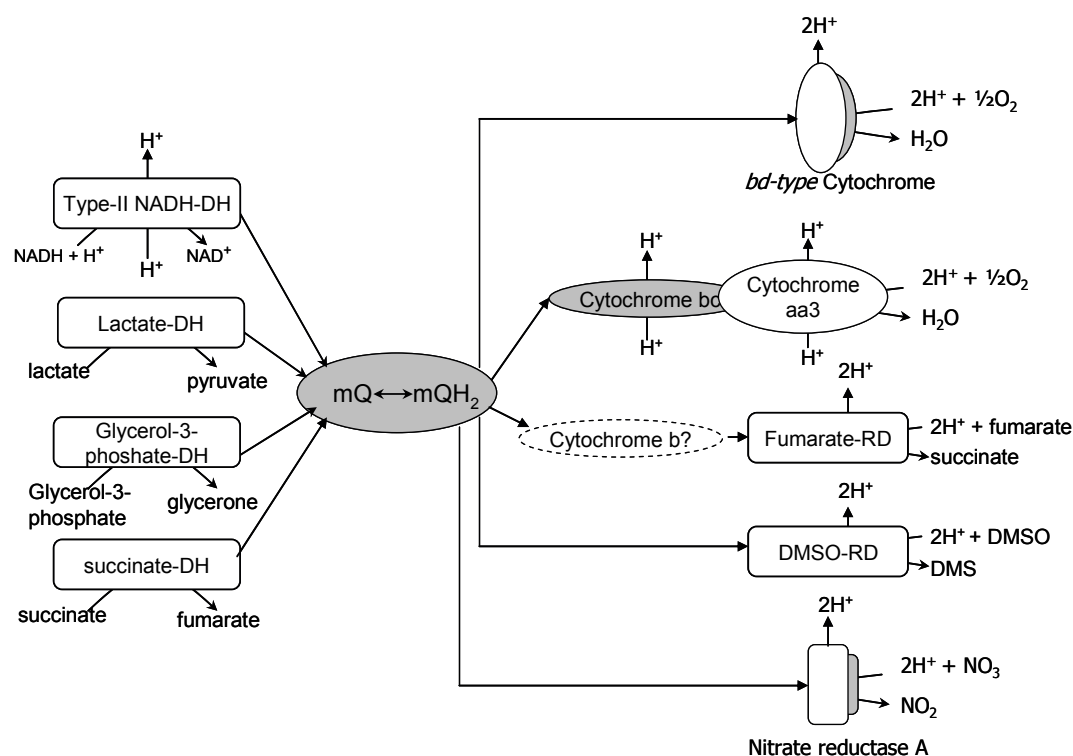 H⁺
Type-II NADH-DH
NADH + H⁺
H⁺
NAD⁺
Lactate-DH
lactate
pyruvate
Glycerol-3-
phoshate-DH
Glycerol-3-
phosphate
glycerone
succinate-DH
succinate
fumarate
mQ
mQH₂
2H⁺
2H⁺ + ½O₂
H₂O
bd-type Cytochrome
H⁺
Cytochrome bc
H⁺
H⁺
Cytochrome
aa3
H⁺
2H⁺ + ½O₂
H₂O
Cytochrome b?
2H⁺
Fumarate-RD
2H⁺ + fumarate
succinate
2H⁺
DMSO-RD
2H⁺ + DMSO
DMS
2H⁺
2H⁺ + NO₃
NO₂
Nitrate reductase A